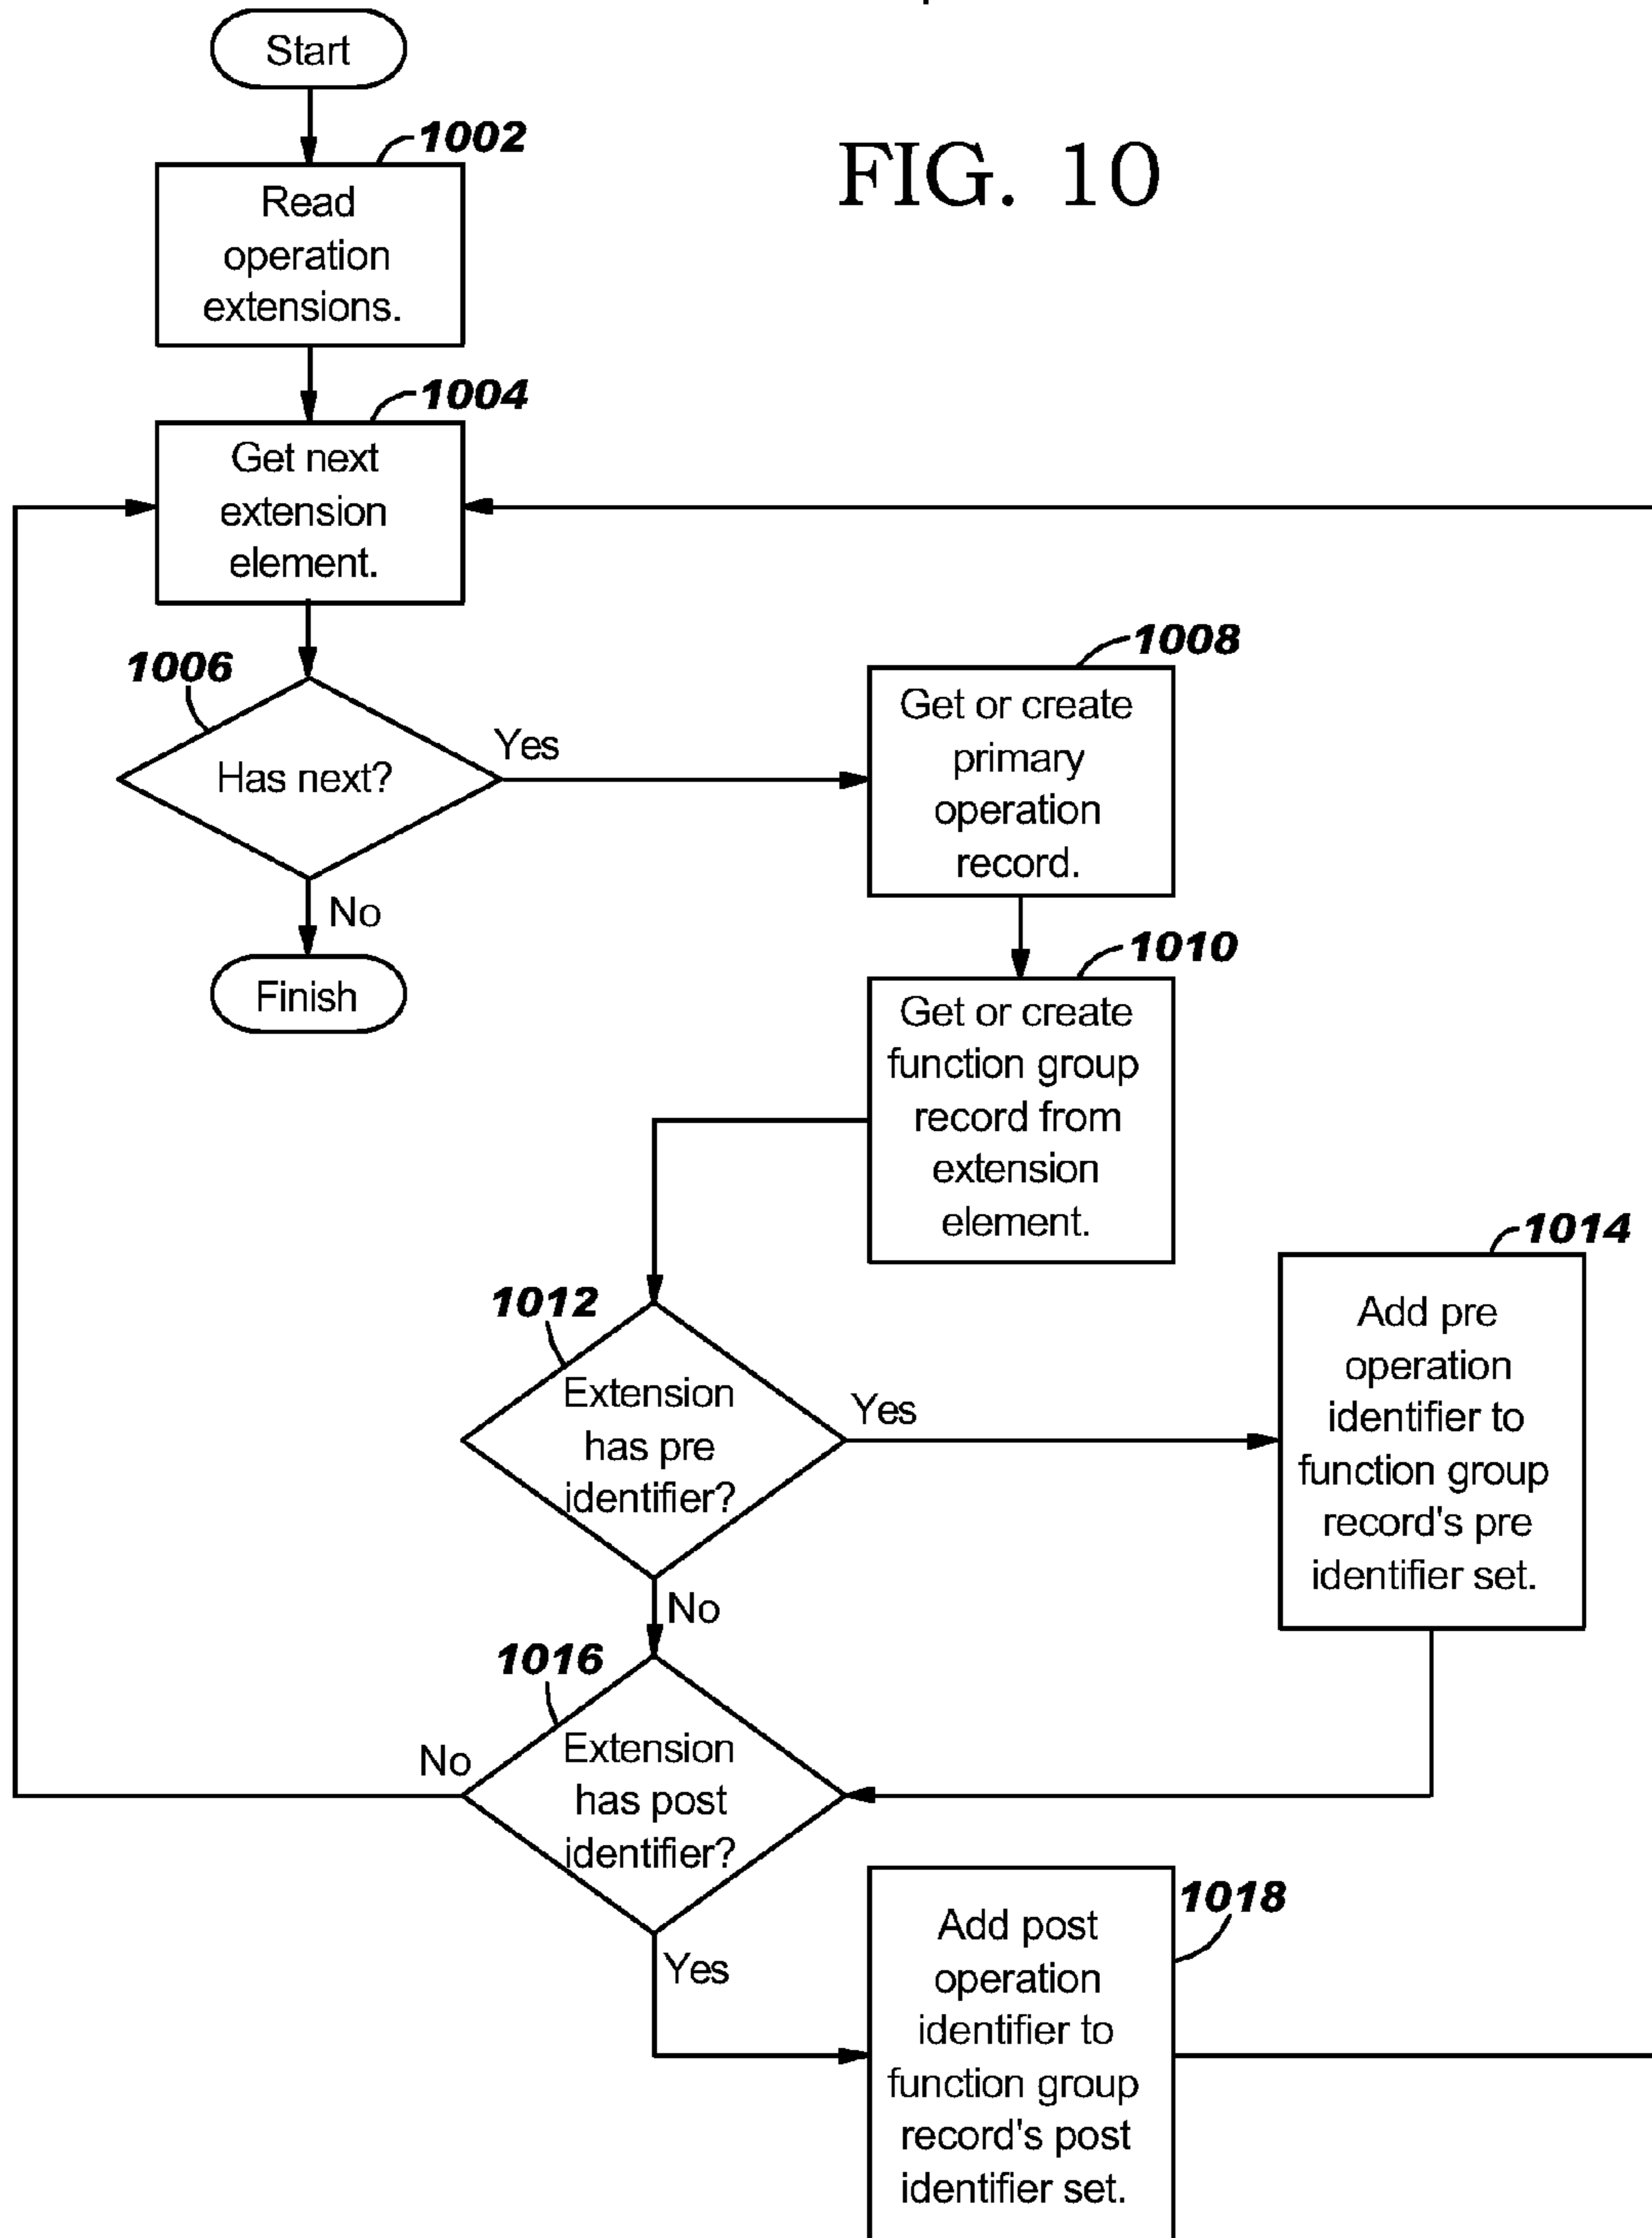 Start
1002
FIG. 10
Read
operation
extensions.
1004
Get next
extension
element.
1006
Has next?
Yes
1008
Get or create
primary
operation
record.
No
Finish
1010
Get or create
function group
record from
extension
element.
1012
Extension
has pre
identifier?
Yes
1014
Add pre
operation
identifier to
function group
record's pre
identifier set.
No
1016
Extension
has post
identifier?
No
Yes
1018
Add post
operation
identifier to
function group
record's post
identifier set.